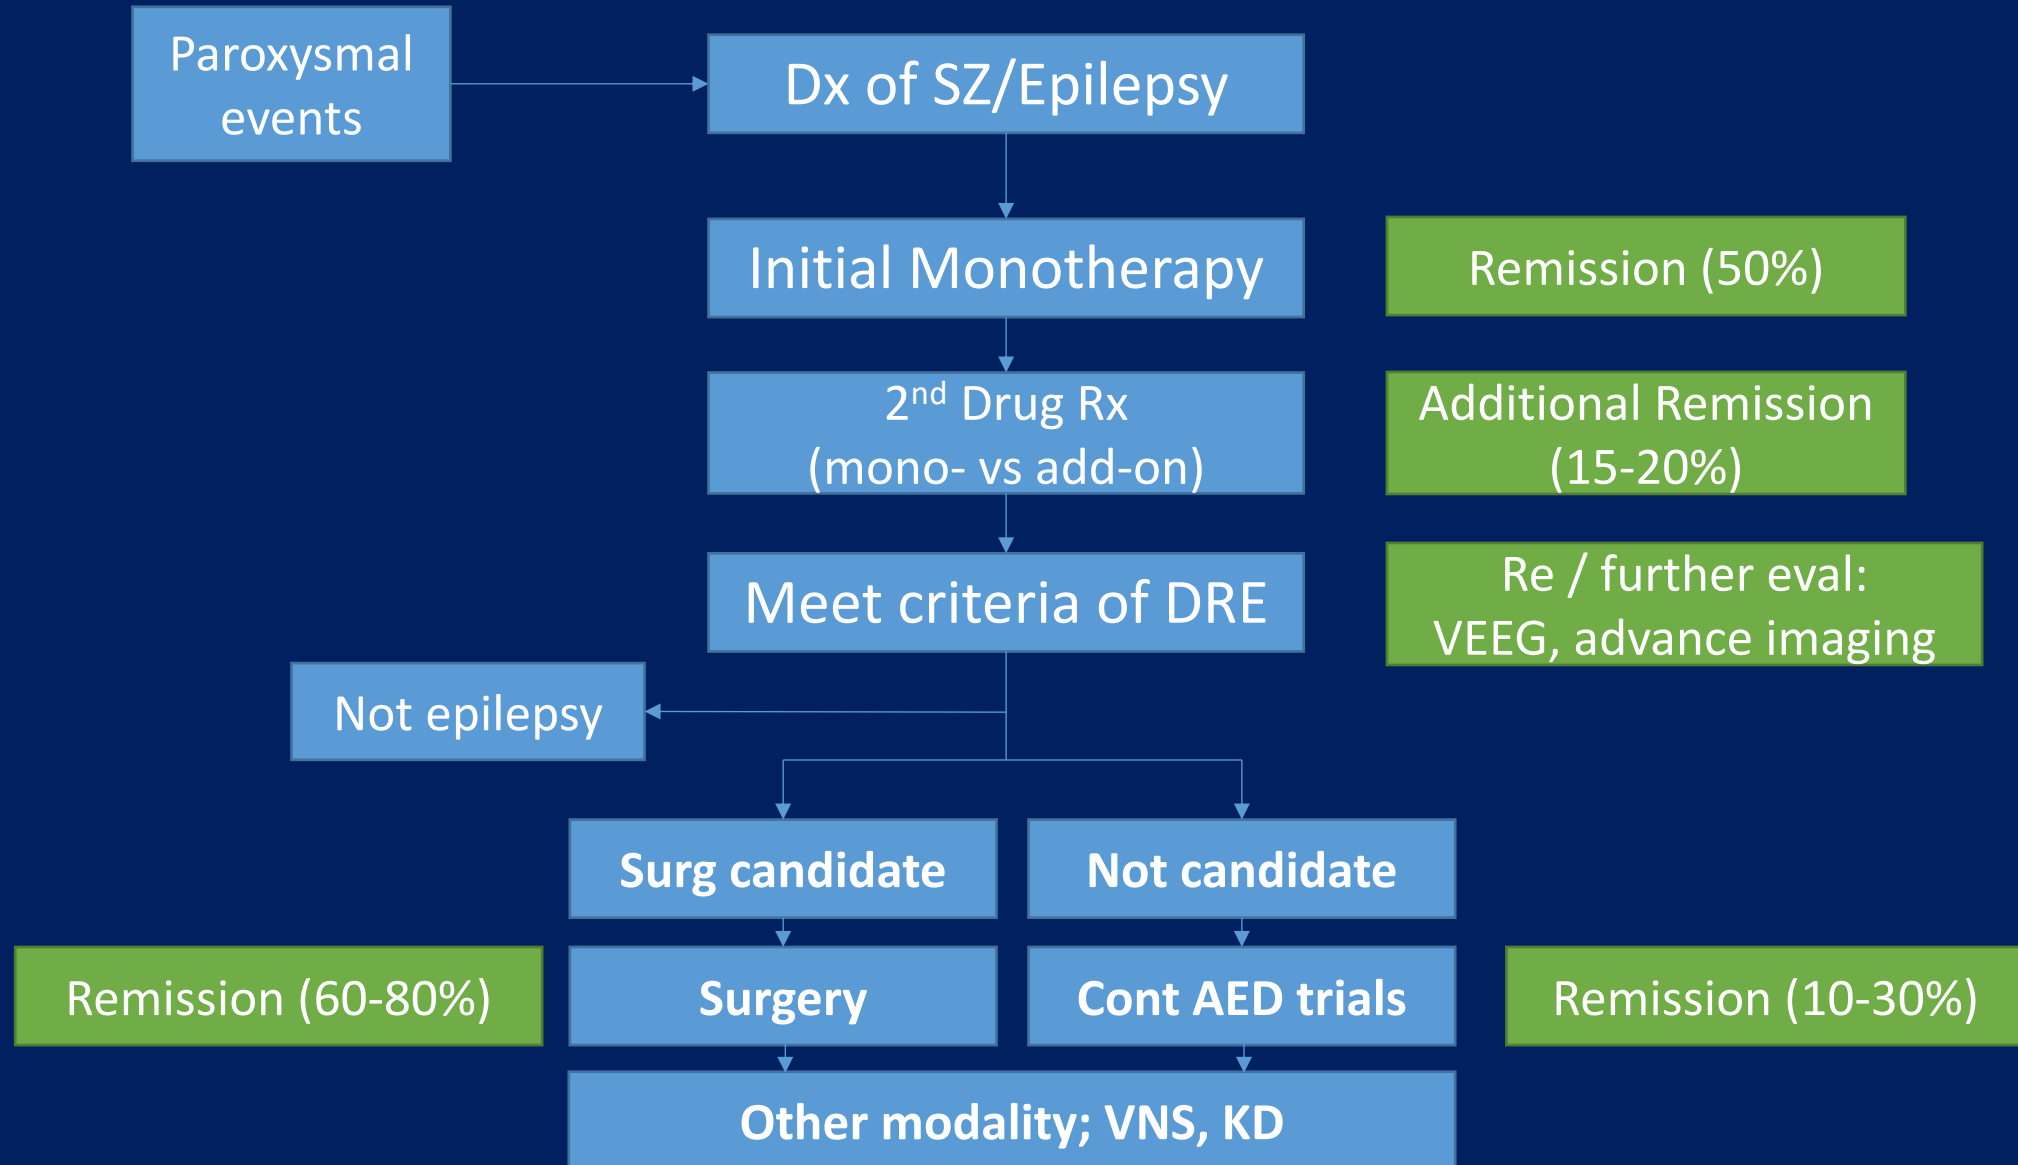 Paroxysmal
events
Dx of SZ/Epilepsy
Initial Monotherapy
Remission (50%)
2nd Drug Rx
(mono- vs add-on)
Additional Remission
(15-20%)
Meet criteria of DRE
Re / further eval:
VEEG, advance imaging
Not epilepsy
Surg candidate
Not candidate
Remission (60-80%)
Surgery
Cont AED trials
Remission (10-30%)
Other modality; VNS, KD